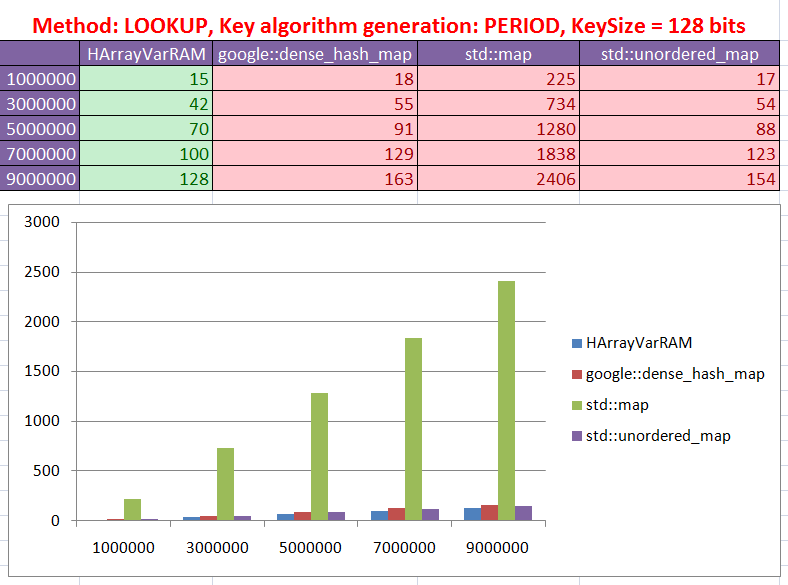 Method: LOOKUP, Key algorithm generation: PERIOD, KeySize = 128 bits
HArrayVarRAM google::dense_hash_map std::map std::unordered_map
1000000 15 18 225 17
3000000 42 55 734 54
5000000 70 91 1280 88
7000000 100 129 1838 123
9000000 128 163 2406 154
3000
2500
2000
1500
1000
500
0
1000000 3000000 5000000 7000000 9000000
HArrayVarRAM
google::dense_hash_map
std::map
std::unordered_map